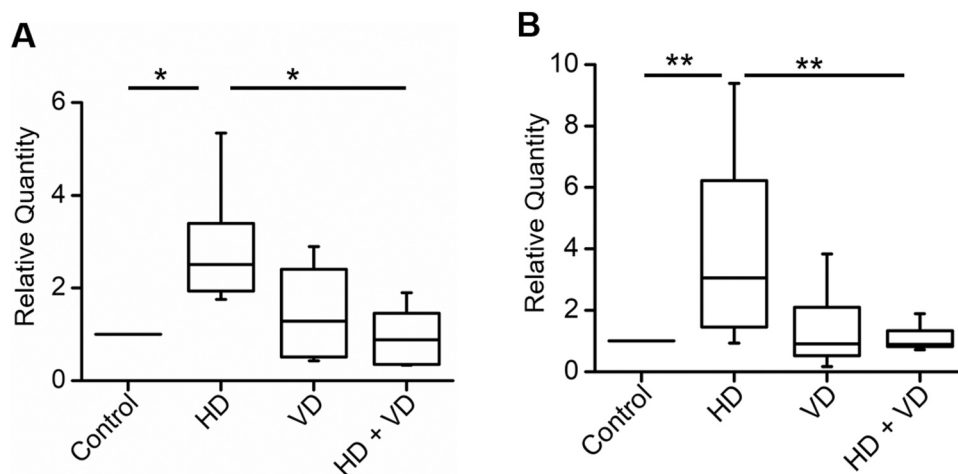 A
* *
6
4
2
0
Relative Quantity
Control
HD
VD
HD + VD
B
** **
10
8
6
4
2
0
Relative Quantity
Control
HD
VD
HD + VD